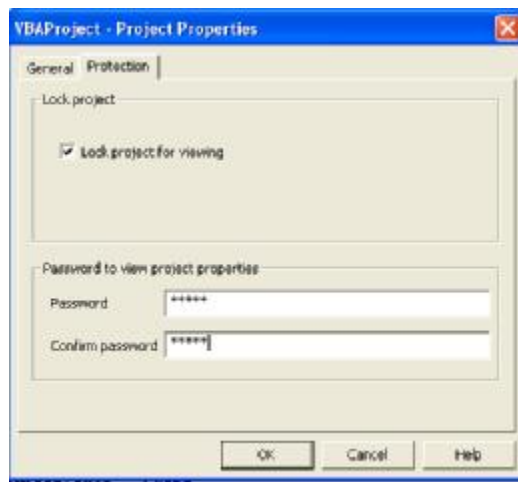 VBAProject - Project Properties
General Protection
Lock project
Lock project for viewing
Password to view project properties
Password *****
Confirm password *****
OK Cancel Help